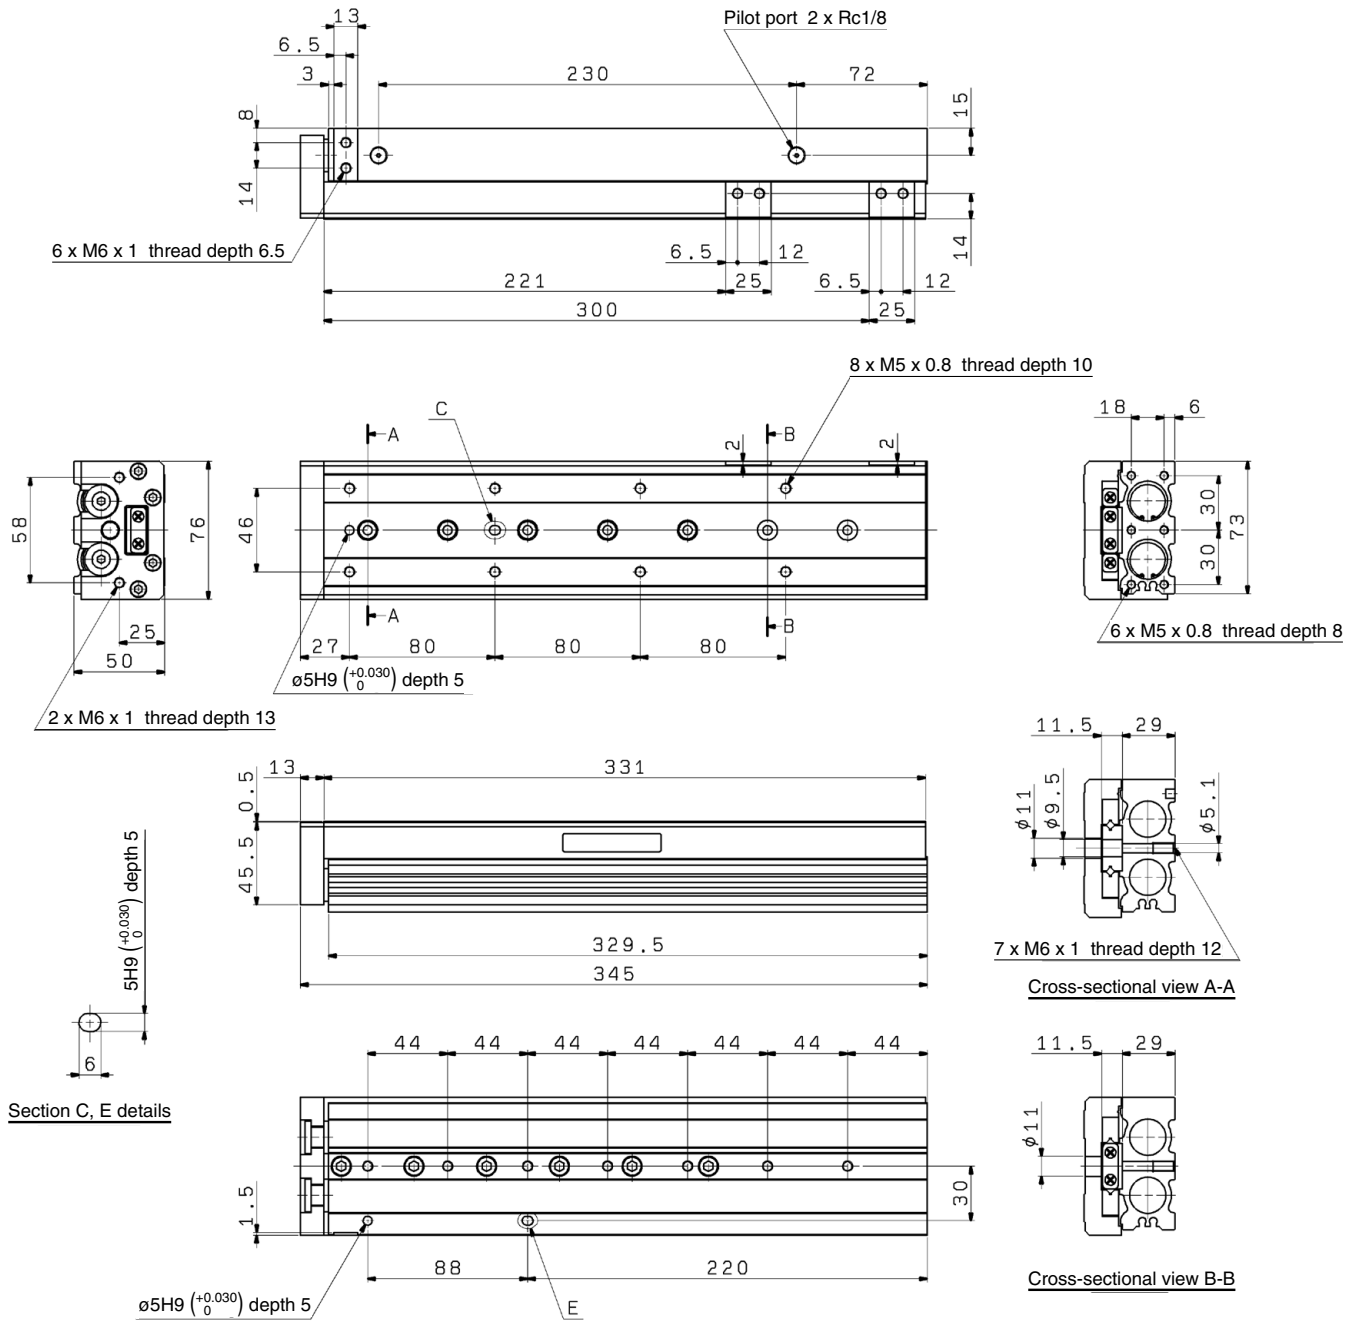 13
Pilot port 2 x Rc1/8
6.5
3
230
72
8
15
14
6 x M6 x 1 thread depth 6.5
6.5
12
14
221
25
6.5
12
300
25
8 x M5 x 0.8 thread depth 10
C
A
B
2
2
18
6
58
76
46
30
73
30
A
B
25
27
80
80
80
50
6 x M5 x 0.8 thread depth 8
ø5H9 (+0.030 0) depth 5
2 x M6 x 1 thread depth 13
11.5
29
13
331
0.5
ø11
ø9.5
ø5.1
45.5
5H9 (+0.030 0) depth 5
329.5
7 x M6 x 1 thread depth 12
345
Cross-sectional view A-A
44
44
44
44
44
44
44
11.5
29
6
Section C, E details
ø11
1.5
30
88
220
ø5H9 (+0.030 0) depth 5
E
Cross-sectional view B-B